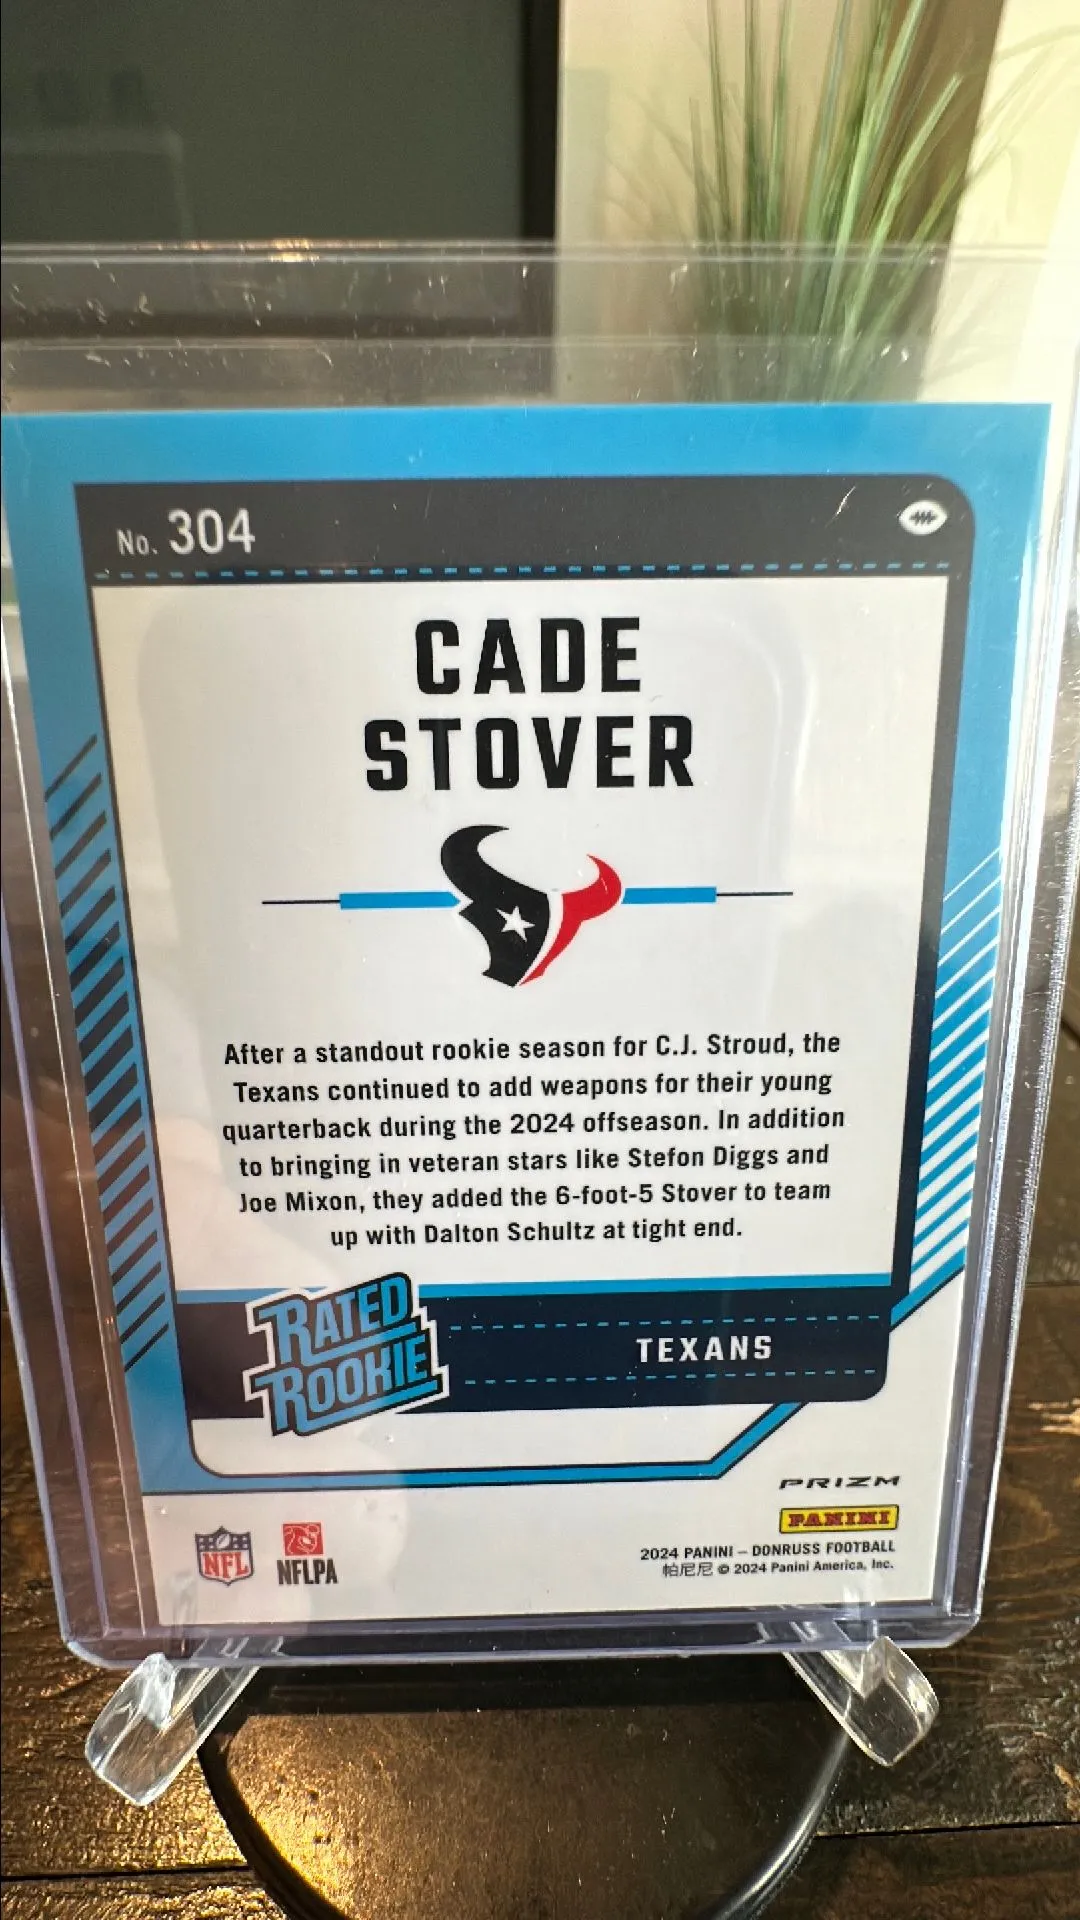 No. 304
CADE
STOVER
After a standout rookie season for C.J. Stroud, the
Texans continued to add weapons for their young
quarterback during the 2024 offseason. In addition
to bringing in veteran stars like Stefon Diggs and
Joe Mixon, they added the 6-foot-5 Stover to team
up with Dalton Schultz at tight end.
RATED
ROOKIE
TEXANS
PRIZM
PANINI
NFL
NFLPA
2024 PANINI – DONRUSS FOOTBALL
帕尼尼 © 2024 Panini America, Inc.